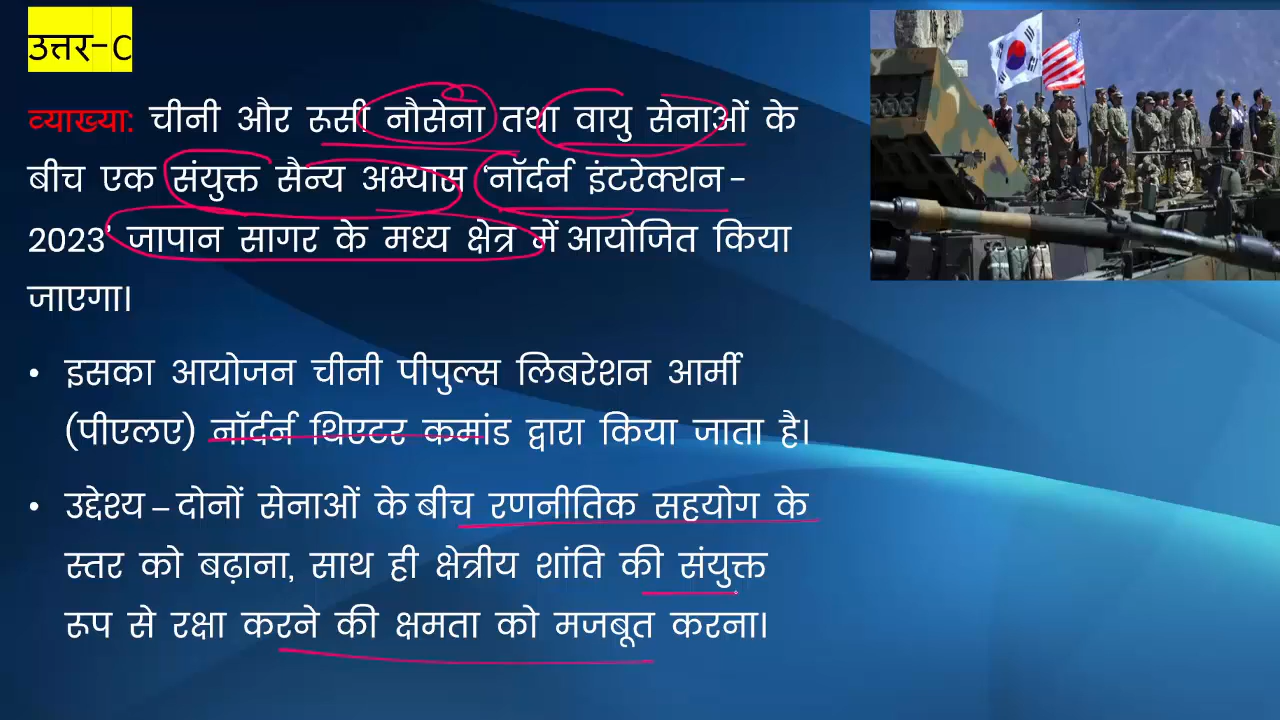 उत्तर-C
व्याख्या: चीनी और रूसी नौसेना तथा वायु सेनाओं के
बीच एक संयुक्त सैन्य अभ्यास 'नॉर्दर्न इंटरेक्शन-
2023' जापान सागर के मध्य क्षेत्र में आयोजित किया
जाएगा।
• इसका आयोजन चीनी पीपुल्स लिबरेशन आर्मी
(पीएलए) नॉर्दर्न थिएटर कमांड द्वारा किया जाता है।
• उद्देश्य – दोनों सेनाओं के बीच रणनीतिक सहयोग के
स्तर को बढ़ाना, साथ ही क्षेत्रीय शांति की संयुक्त
रूप से रक्षा करने की क्षमता को मजबूत करना।